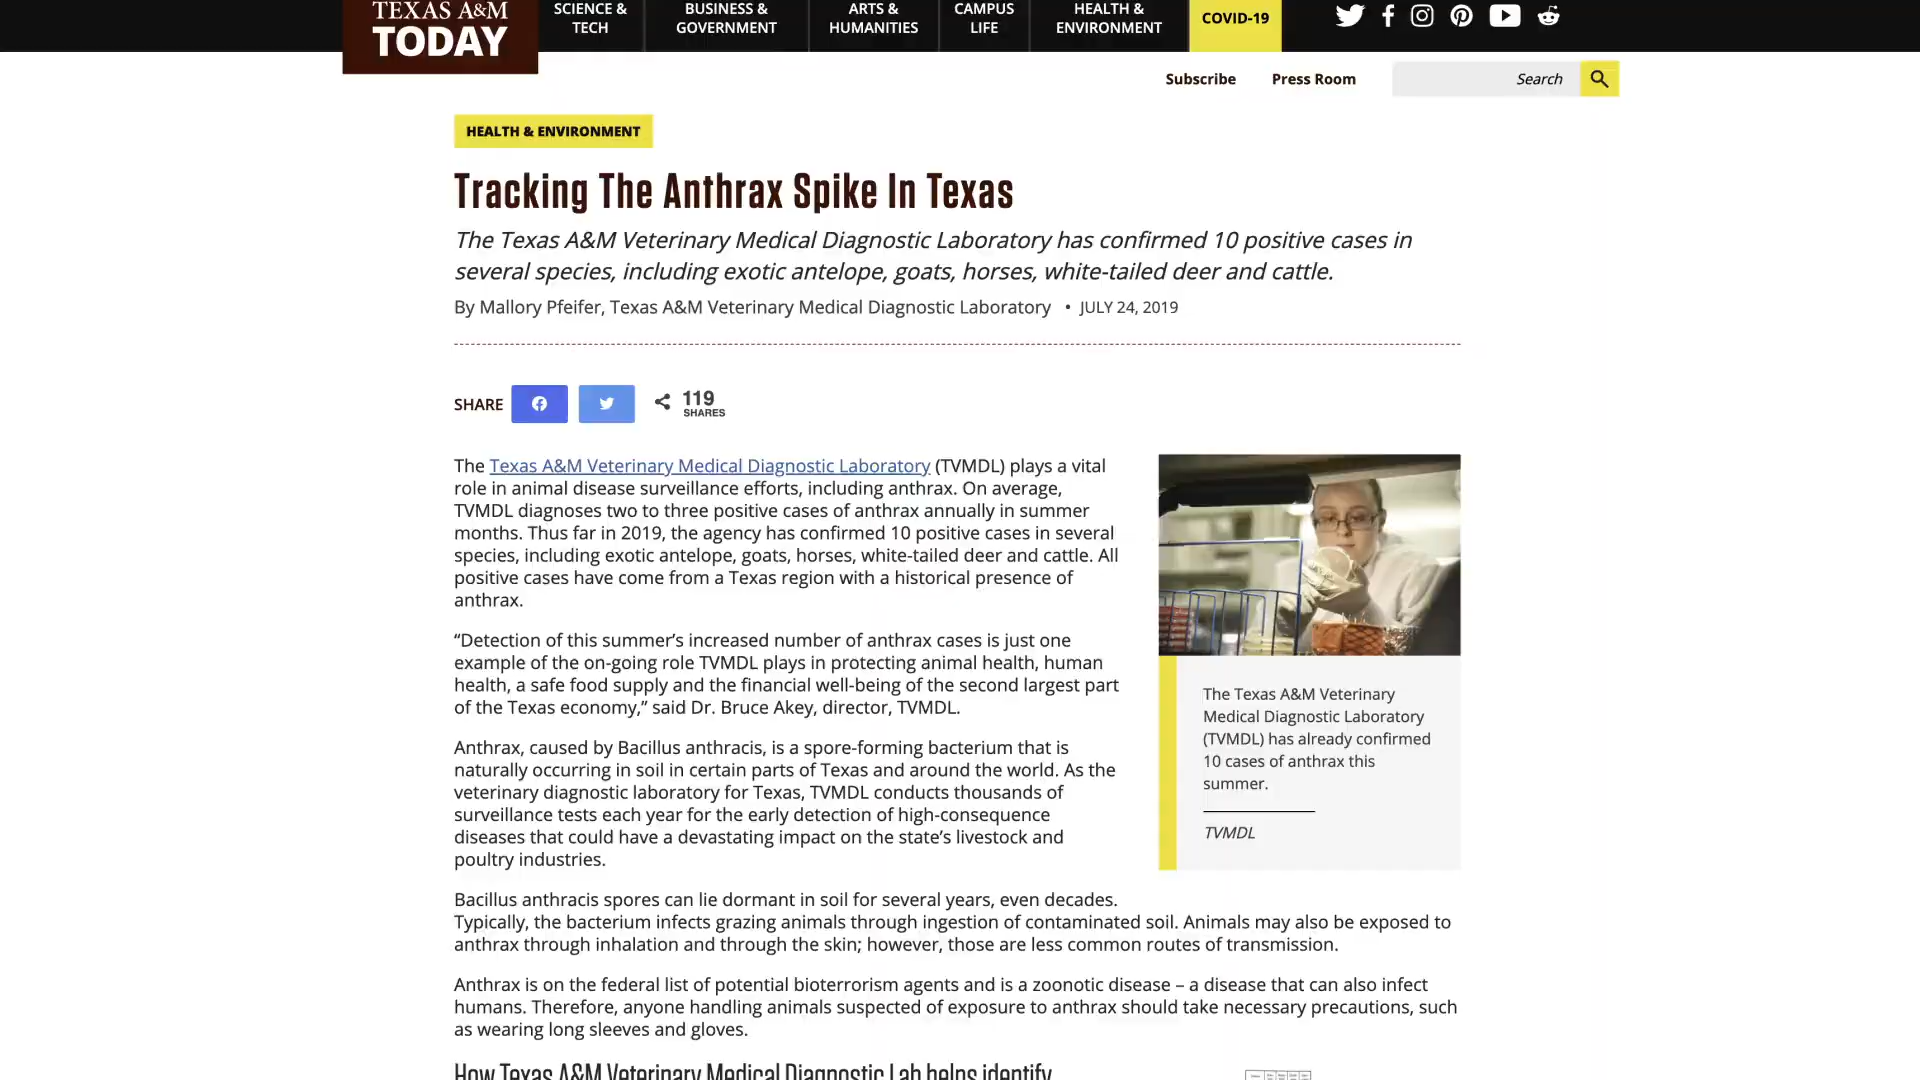 TEXAS A&M
TODAY
SCIENCE &
TECH
BUSINESS &
GOVERNMENT
ARTS &
HUMANITIES
CAMPUS
LIFE
HEALTH &
ENVIRONMENT
COVID-19
Subscribe
Press Room
Search
HEALTH & ENVIRONMENT
Tracking The Anthrax Spike In Texas
The Texas A&M Veterinary Medical Diagnostic Laboratory has confirmed 10 positive cases in
several species, including exotic antelope, goats, horses, white-tailed deer and cattle.
By Mallory Pfeifer, Texas A&M Veterinary Medical Diagnostic Laboratory • JULY 24, 2019
SHARE
119
SHARES
The Texas A&M Veterinary Medical Diagnostic Laboratory (TVMDL) plays a vital
role in animal disease surveillance efforts, including anthrax. On average,
TVMDL diagnoses two to three positive cases of anthrax annually in summer
months. Thus far in 2019, the agency has confirmed 10 positive cases in several
species, including exotic antelope, goats, horses, white-tailed deer and cattle. All
positive cases have come from a Texas region with a historical presence of
anthrax.
“Detection of this summer’s increased number of anthrax cases is just one
example of the on-going role TVMDL plays in protecting animal health, human
health, a safe food supply and the financial well-being of the second largest part
of the Texas economy,” said Dr. Bruce Akey, director, TVMDL.
Anthrax, caused by Bacillus anthracis, is a spore-forming bacterium that is
naturally occurring in soil in certain parts of Texas and around the world. As the
veterinary diagnostic laboratory for Texas, TVMDL conducts thousands of
surveillance tests each year for the early detection of high-consequence
diseases that could have a devastating impact on the state’s livestock and
poultry industries.
The Texas A&M Veterinary
Medical Diagnostic Laboratory
(TVMDL) has already confirmed
10 cases of anthrax this
summer.
TVMDL
Bacillus anthracis spores can lie dormant in soil for several years, even decades.
Typically, the bacterium infects grazing animals through ingestion of contaminated soil. Animals may also be exposed to
anthrax through inhalation and through the skin; however, those are less common routes of transmission.
Anthrax is on the federal list of potential bioterrorism agents and is a zoonotic disease – a disease that can also infect
humans. Therefore, anyone handling animals suspected of exposure to anthrax should take necessary precautions, such
as wearing long sleeves and gloves.
How Texas A&M Veterinary Medical Diagnostic Lab helps identify